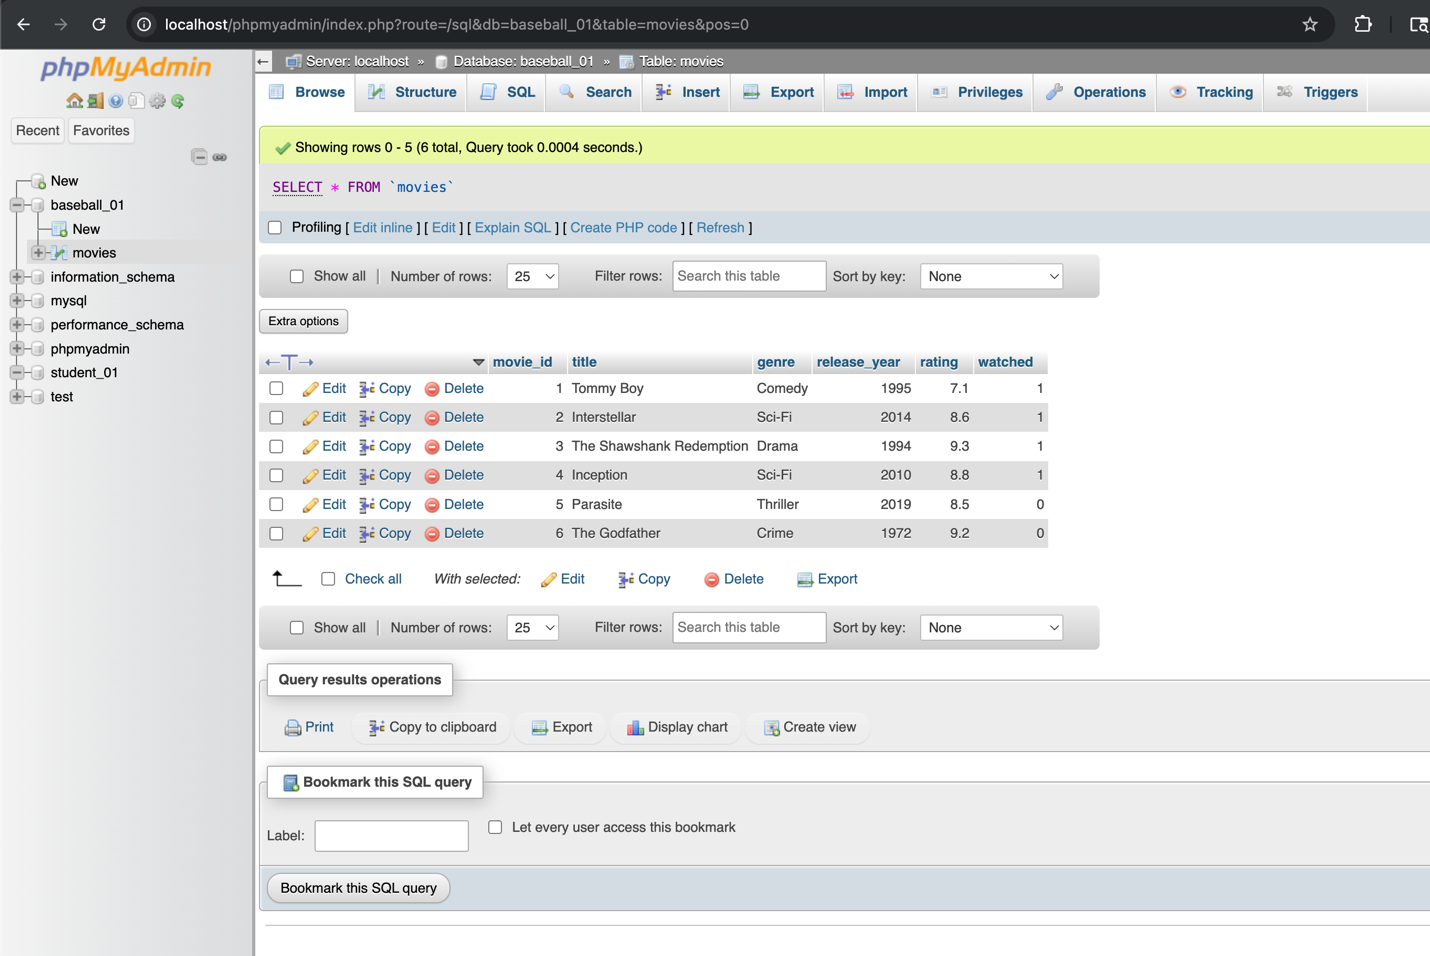 localhost/phpmyadmin/index.php?route=/sql&db=baseball_01&table=movies&pos=0
phpMyAdmin
Recent Favorites
New
baseball_01
New
movies
information_schema
mysql
performance_schema
phpmyadmin
student_01
test
Server: localhost » Database: baseball_01 » Table: movies
Browse Structure SQL Search Insert Export Import Privileges Operations Tracking Triggers
Showing rows 0 - 5 (6 total, Query took 0.0004 seconds.)
SELECT * FROM `movies`
Profiling [ Edit inline ] [ Edit ] [ Explain SQL ] [ Create PHP code ] [ Refresh ]
Show all | Number of rows: 25 Filter rows: Search this table Sort by key: None
Extra options
←T→ movie_id title genre release_year rating watched
Edit Copy Delete 1 Tommy Boy Comedy 1995 7.1 1
Edit Copy Delete 2 Interstellar Sci-Fi 2014 8.6 1
Edit Copy Delete 3 The Shawshank Redemption Drama 1994 9.3 1
Edit Copy Delete 4 Inception Sci-Fi 2010 8.8 1
Edit Copy Delete 5 Parasite Thriller 2019 8.5 0
Edit Copy Delete 6 The Godfather Crime 1972 9.2 0
Check all With selected: Edit Copy Delete Export
Show all | Number of rows: 25 Filter rows: Search this table Sort by key: None
Query results operations
Print Copy to clipboard Export Display chart Create view
Bookmark this SQL query
Label: Let every user access this bookmark
Bookmark this SQL query